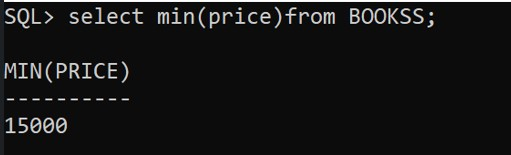 SQL> select min(price)from BOOKSS;
MIN(PRICE)
----------
15000